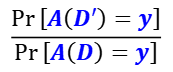 Pr [A(D′) = y]
Pr [A(D) = y]